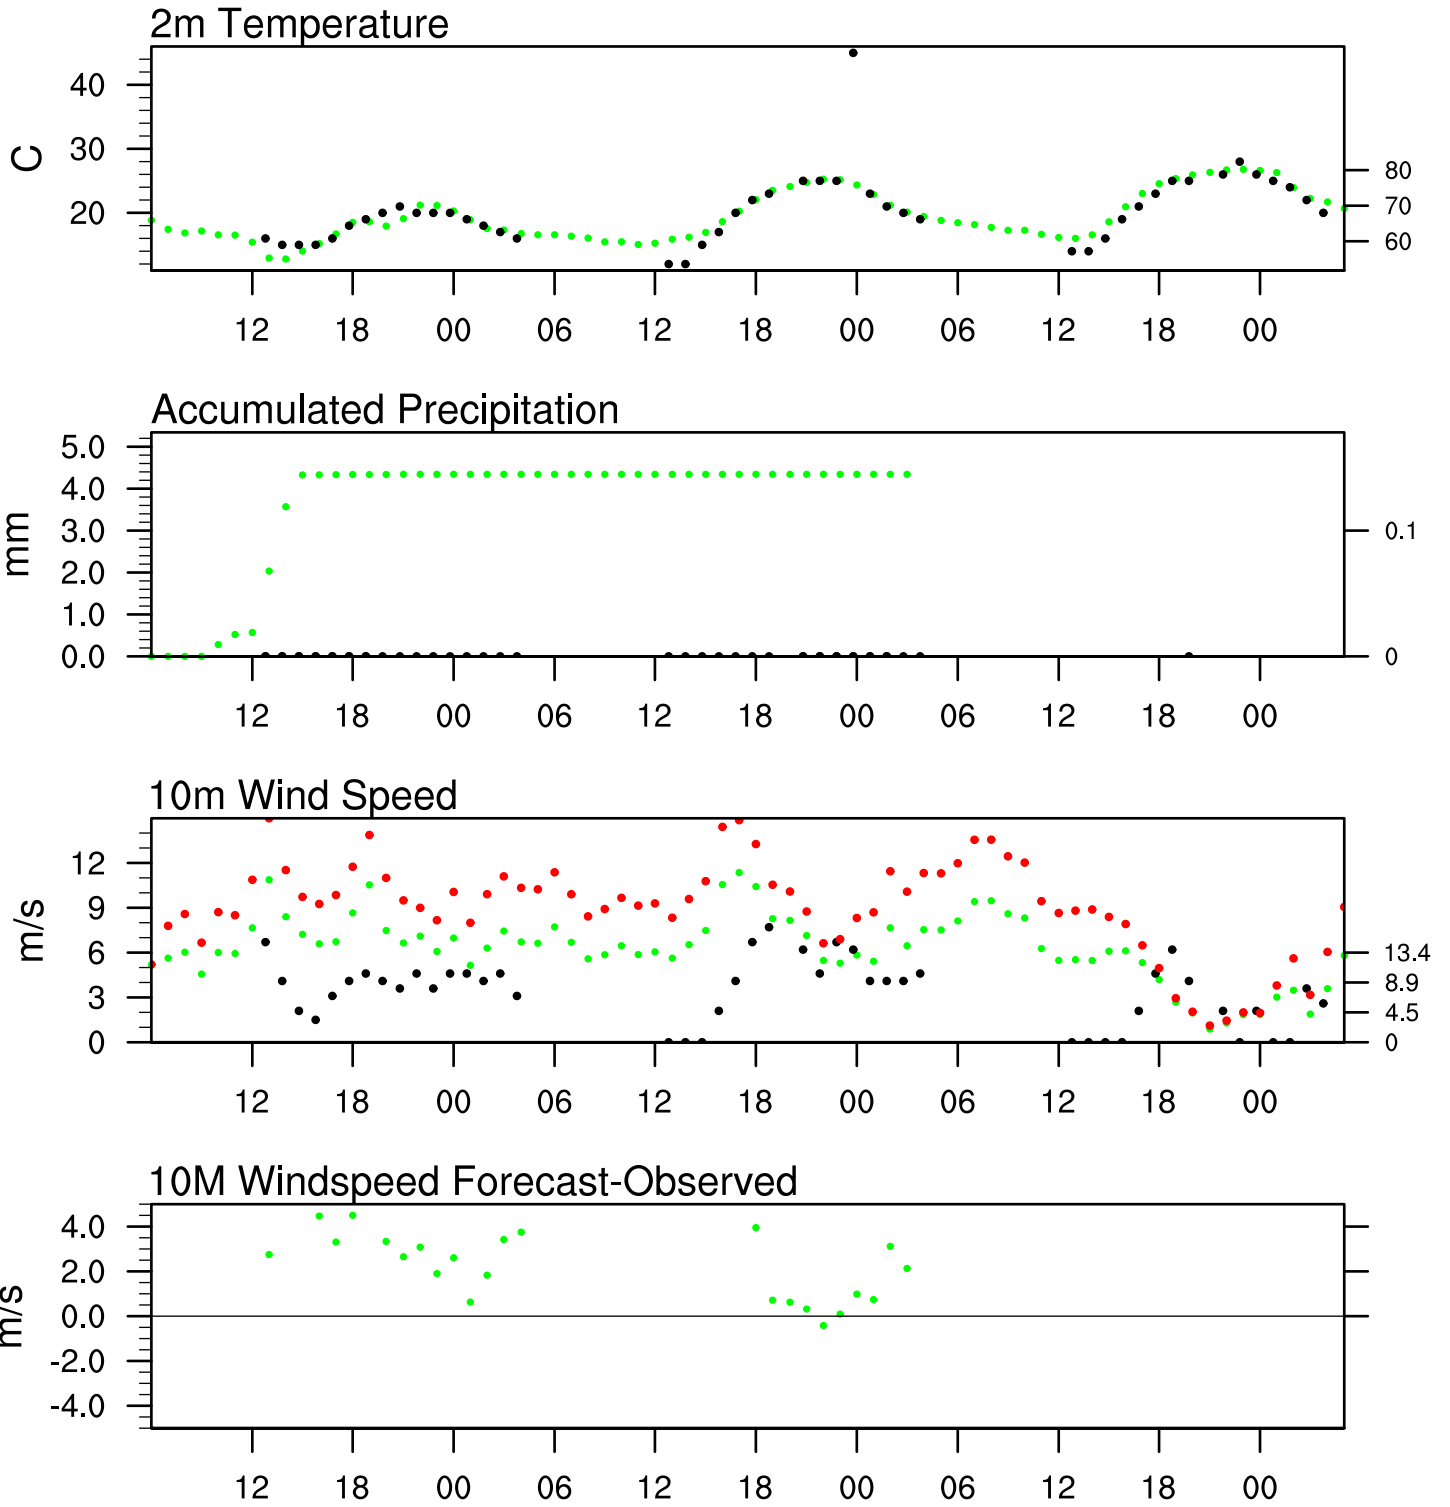 2m Temperature
C
40
30
20
80
70
60
12 18 00 06 12 18 00 06 12 18 00
Accumulated Precipitation
mm
5.0
4.0
3.0
2.0
1.0
0.0
0.1
0
12 18 00 06 12 18 00 06 12 18 00
10m Wind Speed
m/s
12
9
6
3
0
13.4
8.9
4.5
0
12 18 00 06 12 18 00 06 12 18 00
10M Windspeed Forecast-Observed
m/s
4.0
2.0
0.0
-2.0
-4.0
12 18 00 06 12 18 00 06 12 18 00